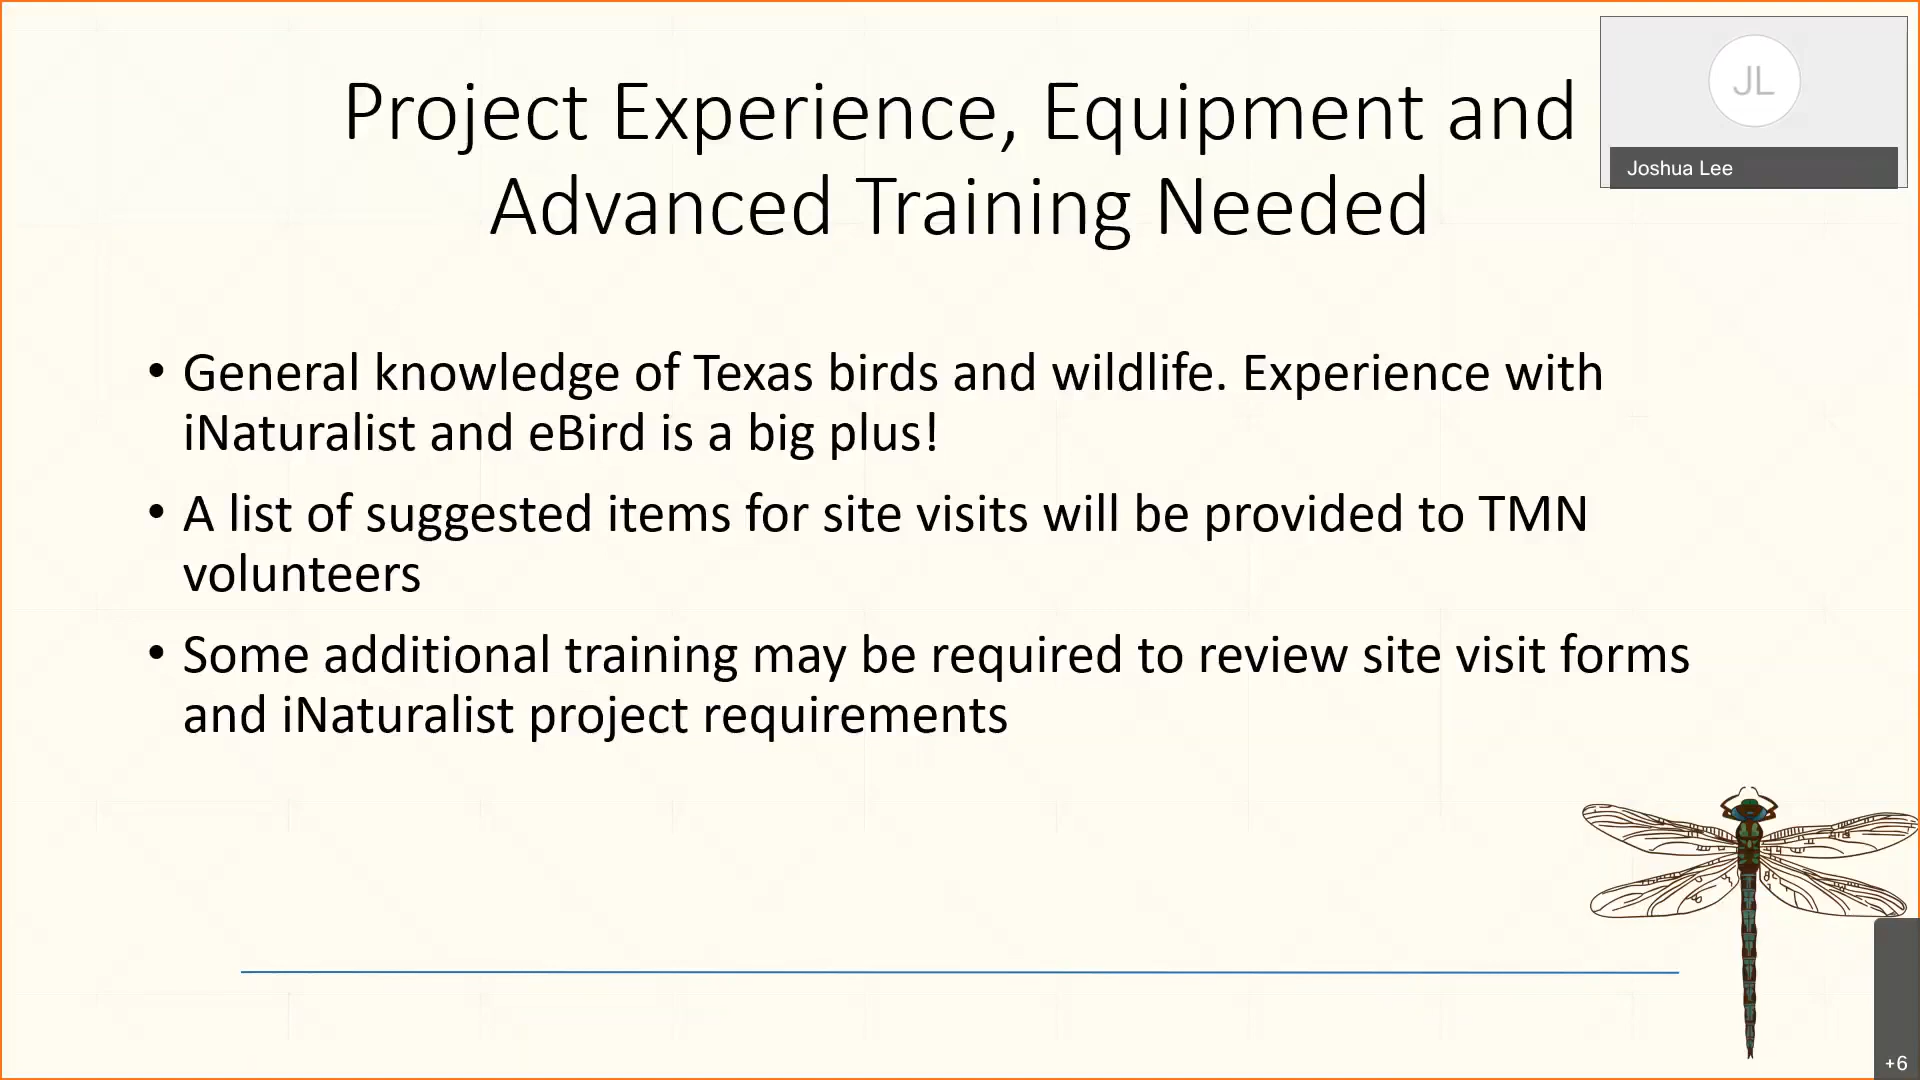 Project Experience, Equipment and
Advanced Training Needed
JL
Joshua Lee
• General knowledge of Texas birds and wildlife. Experience with
iNaturalist and eBird is a big plus!
• A list of suggested items for site visits will be provided to TMN
volunteers
• Some additional training may be required to review site visit forms
and iNaturalist project requirements
+6